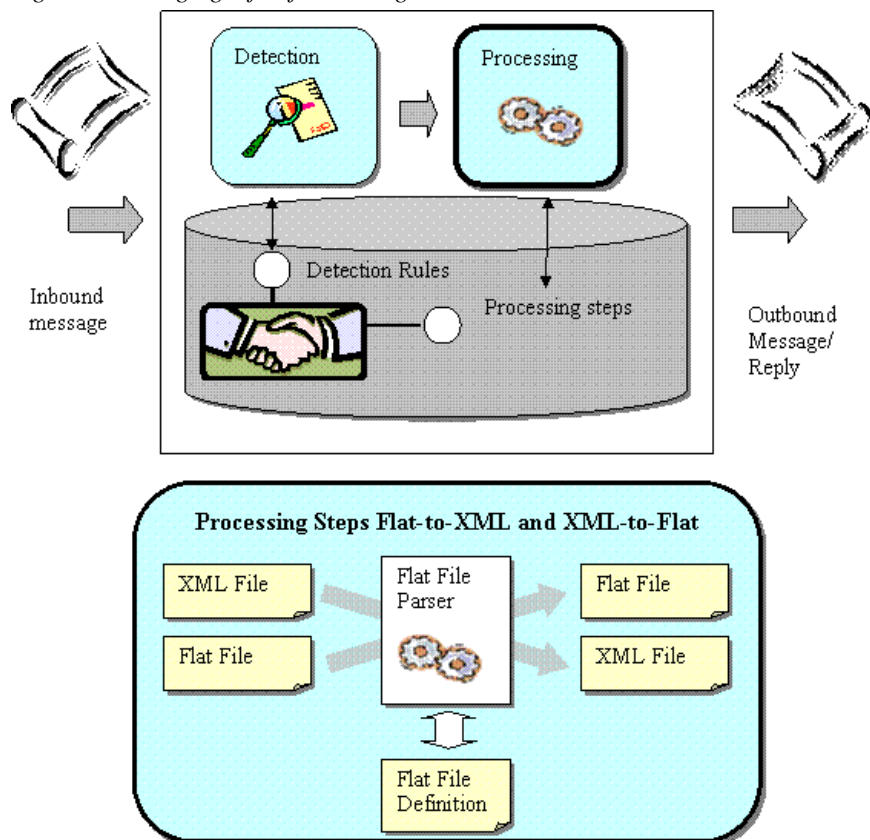 Detection
Processing
Detection Rules
Processing steps
Inbound
message
Outbound
Message/
Reply
Processing Steps Flat-to-XML and XML-to-Flat
XML File
Flat File
Parser
Flat File
Flat File
XML File
Flat File
Definition